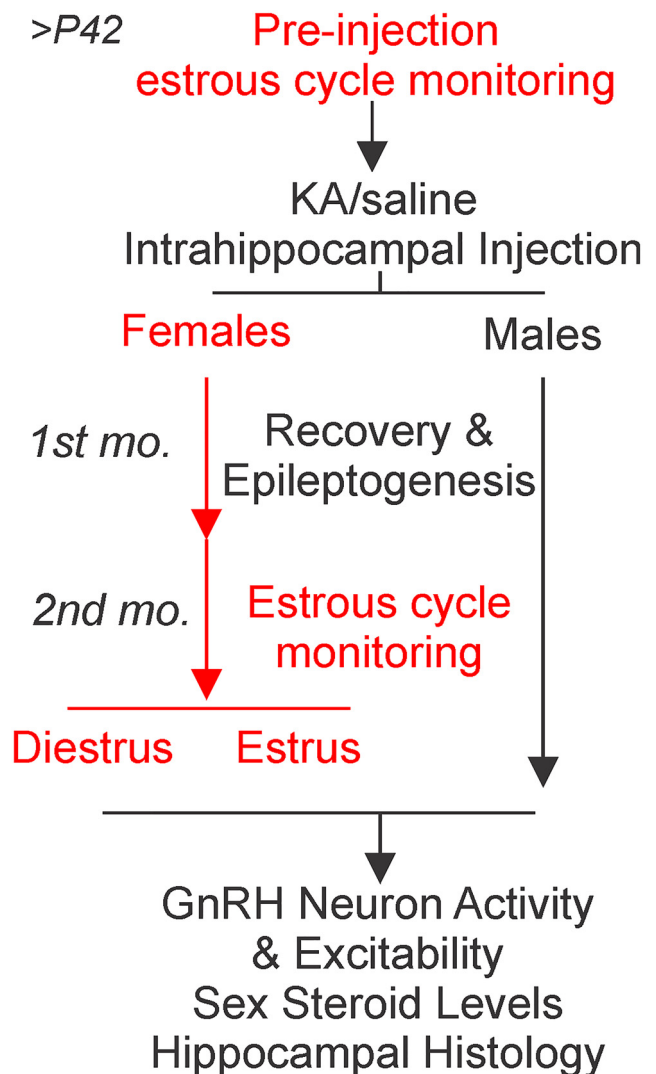 >P42
Pre-injection
estrous cycle monitoring
KA/saline
Intrahippocampal Injection
Females
Males
1st mo.
Recovery &
Epileptogenesis
2nd mo.
Estrous cycle
monitoring
Diestrus
Estrus
GnRH Neuron Activity
& Excitability
Sex Steroid Levels
Hippocampal Histology